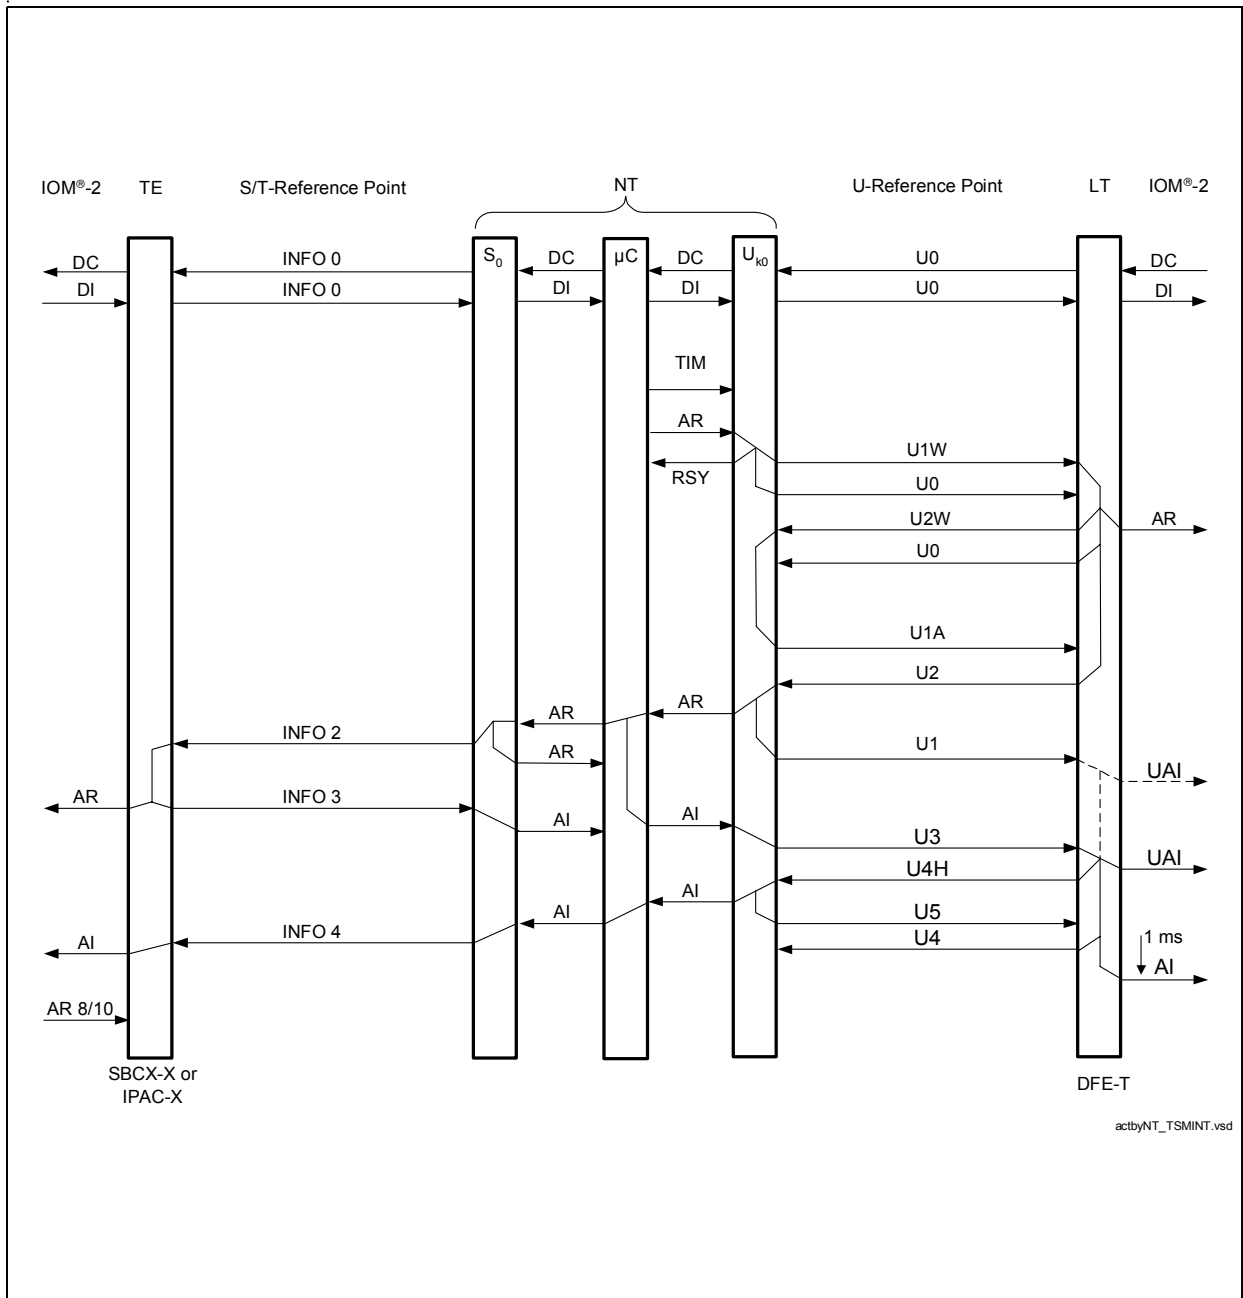 IOM®-2 TE S/T-Reference Point NT U-Reference Point LT IOM®-2
S0 µC Uk0
DC INFO 0 DC DC U0 DC
DI INFO 0 DI DI U0 DI
TIM
AR
U1W
RSY
U0
U2W AR
U0
U1A
U2
AR AR
INFO 2
AR U1
UAI
AR INFO 3
AI AI
U3
UAI
U4H
AI
AI U5
INFO 4 U4 1 ms
AI AI
AR 8/10
SBCX-X or
IPAC-X
DFE-T
actbyNT_TSMINT.vsd